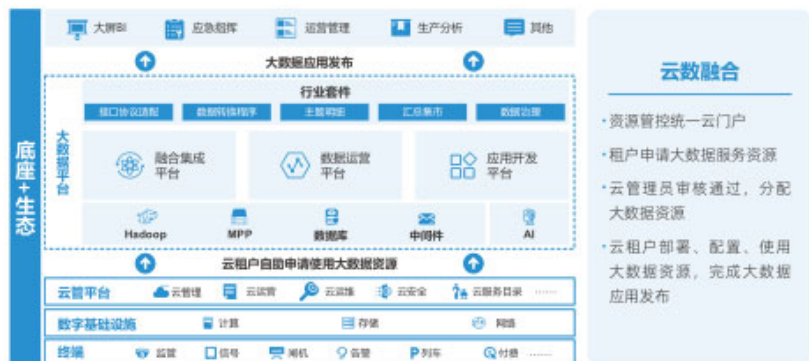 底座+生态
大屏BI 应急指挥 运营管理 生产分析 其他
大数据应用发布
大数据平台
行业套件
接口协议适配 数据转换程序 主题明细 汇总集市 数据治理
融合集成平台 数据运营平台 应用开发平台
Hadoop MPP 数据库 中间件 AI
云租户自助申请使用大数据资源
云管平台 云管理 云运营 云运维 云安全 云服务目录 ……
数字基础设施 计算 存储 网络
终端 监管 信号 闸机 告警 列车 付费 ……
云数融合
·资源管控统一云门户
·租户申请大数据服务资源
·云管理员审核通过，分配
大数据资源
·云租户部署、配置、使用
大数据资源，完成大数据
应用发布